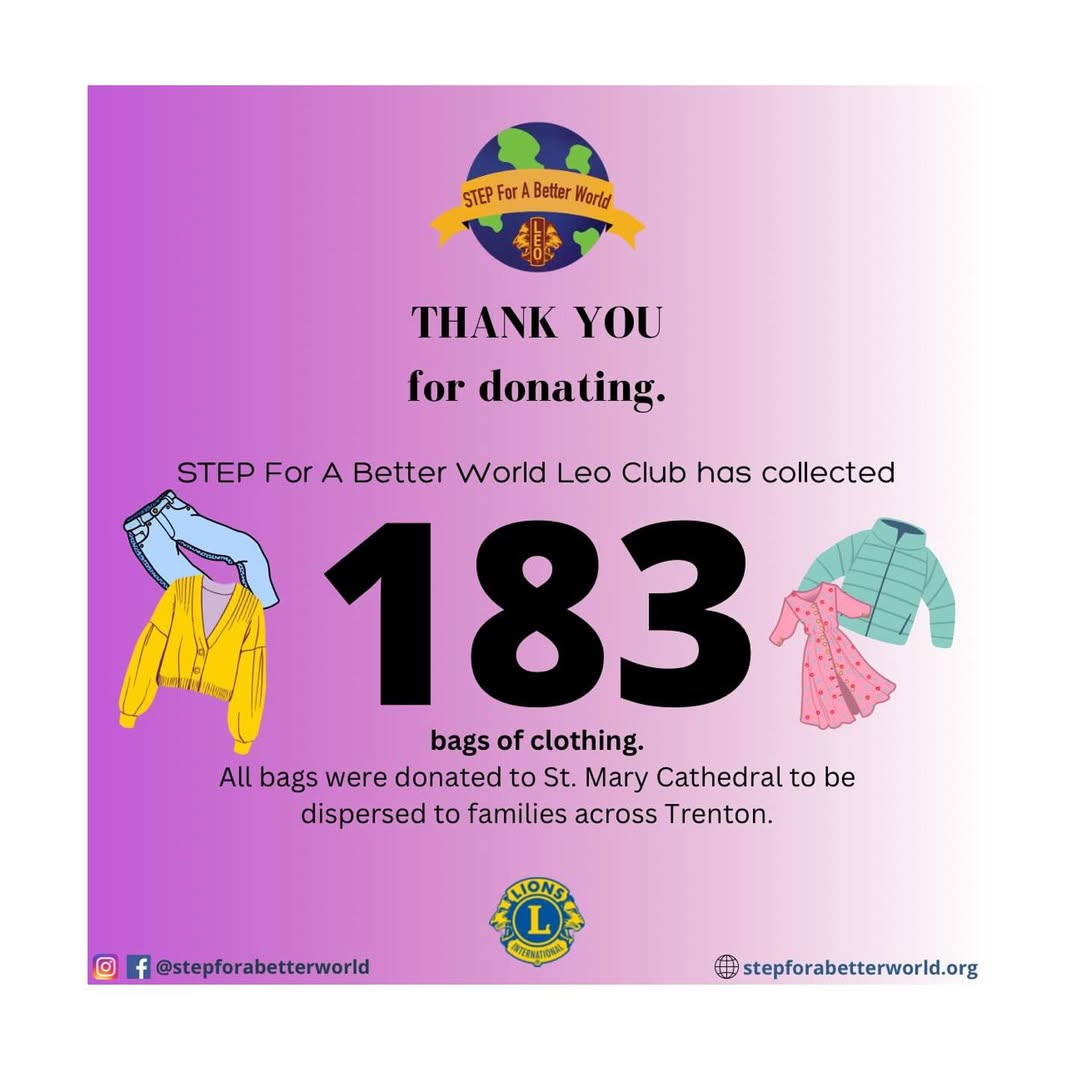 STEP For A Better World
LEO
THANK YOU
for donating.
STEP For A Better World Leo Club has collected
183
bags of clothing.
All bags were donated to St. Mary Cathedral to be
dispersed to families across Trenton.
LIONS
L
INTERNATIONAL
@stepforabetterworld
stepforabetterworld.org